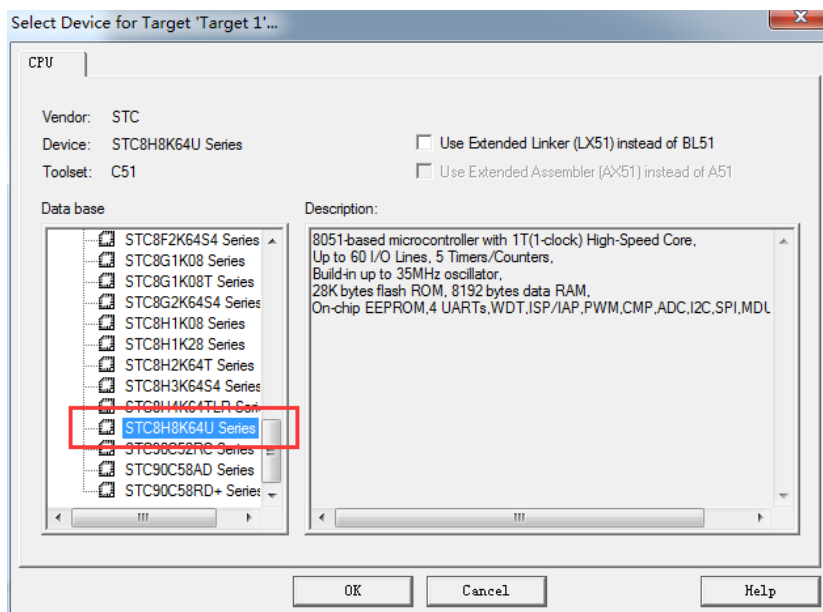 Select Device for Target 'Target 1'...
CPU
Vendor: STC
Device: STC8H8K64U Series
Toolset: C51
Use Extended Linker (LX51) instead of BL51
Use Extended Assembler (AX51) instead of A51
Data base
STC8F2K64S4 Series
STC8G1K08 Series
STC8G1K08T Series
STC8G2K64S4 Series
STC8H1K08 Series
STC8H1K28 Series
STC8H2K64T Series
STC8H3K64S4 Series
STC8H4K64TLR Seri
STC8H8K64U Series
STC90C52RC Series
STC90C58AD Series
STC90C58RD+ Series
Description:
8051-based microcontroller with 1T(1-clock) High-Speed Core,
Up to 60 I/O Lines, 5 Timers/Counters,
Build-in up to 35MHz oscillator,
28K bytes flash ROM, 8192 bytes data RAM,
On-chip EEPROM,4 UARTs,WDT,ISP/IAP,PWM,CMP,ADC,I2C,SPI,MDU
OK
Cancel
Help